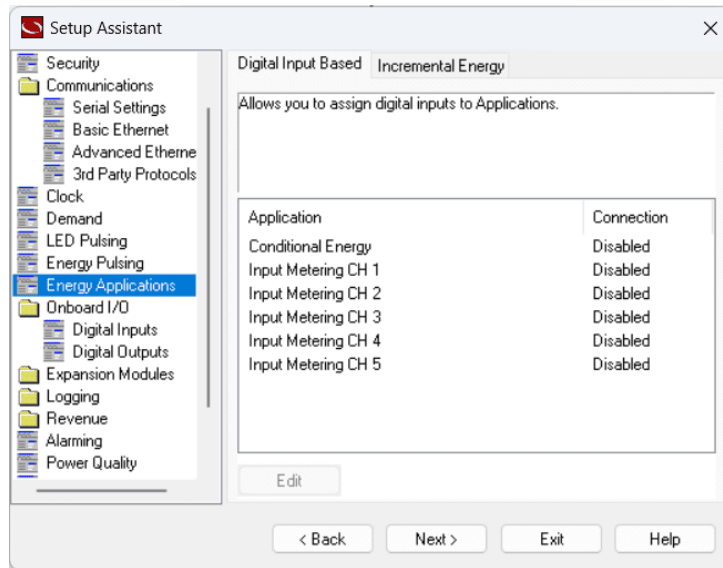 Setup Assistant
Security
Communications
Serial Settings
Basic Ethernet
Advanced Etherne
3rd Party Protocols
Clock
Demand
LED Pulsing
Energy Pulsing
Energy Applications
Onboard I/O
Digital Inputs
Digital Outputs
Expansion Modules
Logging
Revenue
Alarming
Power Quality
Digital Input Based Incremental Energy
Allows you to assign digital inputs to Applications.
Application Connection
Conditional Energy Disabled
Input Metering CH 1 Disabled
Input Metering CH 2 Disabled
Input Metering CH 3 Disabled
Input Metering CH 4 Disabled
Input Metering CH 5 Disabled
Edit
< Back Next > Exit Help